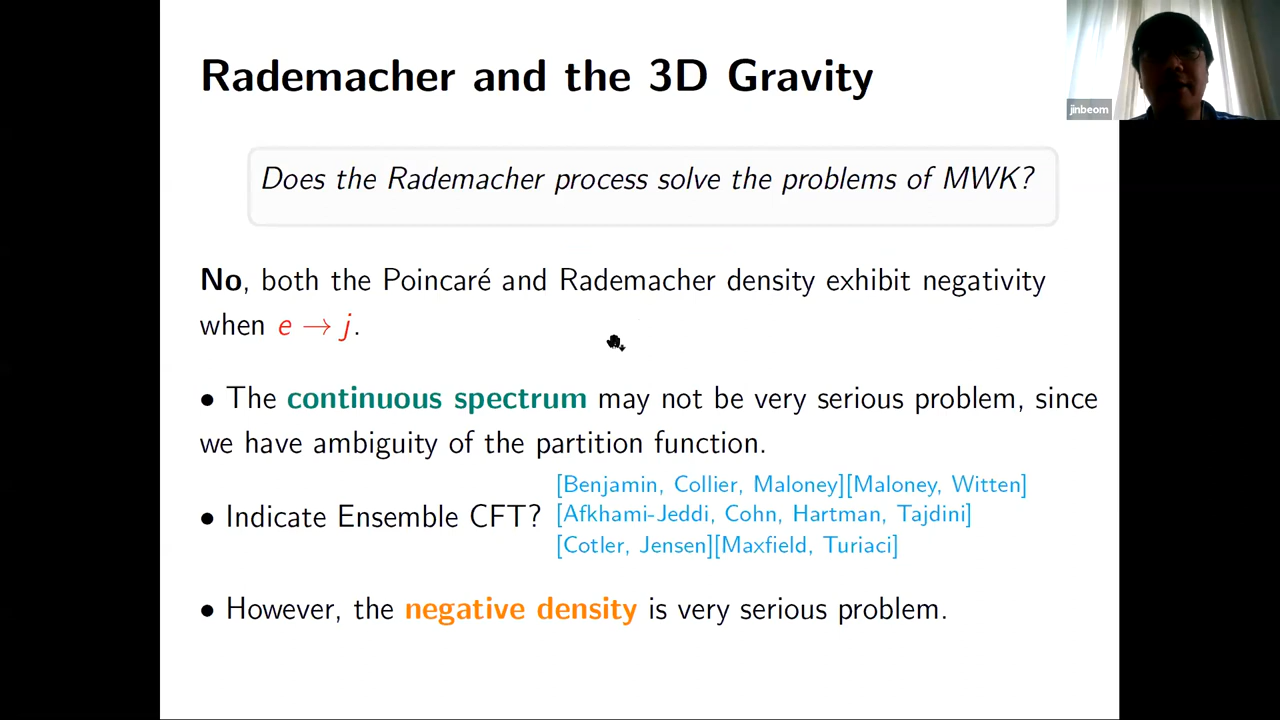 Rademacher and the 3D Gravity
jinbeom
Does the Rademacher process solve the problems of MWK?
No, both the Poincaré and Rademacher density exhibit negativity
when e → j.
• The continuous spectrum may not be very serious problem, since
we have ambiguity of the partition function.
[Benjamin, Collier, Maloney][Maloney, Witten]
• Indicate Ensemble CFT? [Afkhami-Jeddi, Cohn, Hartman, Tajdini]
[Cotler, Jensen][Maxfield, Turiaci]
• However, the negative density is very serious problem.